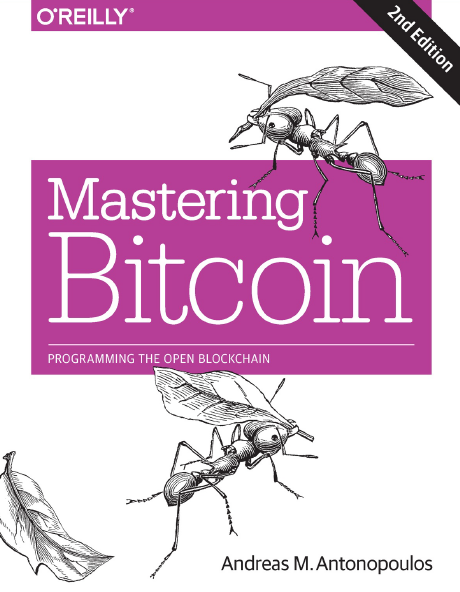 O'REILLY®
2nd Edition
Mastering
Bitcoin
PROGRAMMING THE OPEN BLOCKCHAIN
Andreas M. Antonopoulos